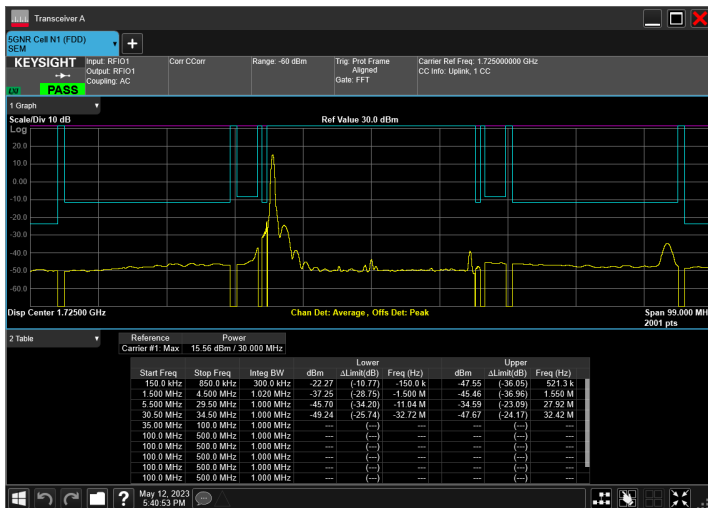 Transceiver A
5GNR Cell N1 (FDD)
SEM
KEYSIGHT
PASS
Input: RFIO1
Output: RFIO1
Coupling: AC
Corr CCorr
Range: -60 dBm
Trig: Prot Frame
Aligned
Gate: FFT
Carrier Ref Freq: 1.725000000 GHz
CC Info: Uplink, 1 CC
1 Graph
Scale/Div 10 dB
Ref Value 30.0 dBm
Log
20.0
10.0
0.00
-10.0
-20.0
-30.0
-40.0
-50.0
-60.0
Disp Center 1.72500 GHz
Chan Det: Average, Offs Det: Peak
Span 99.000 MH
2001 pts
2 Table
Reference Power
Carrier #1: Max 15.56 dBm / 30.000 MHz
Lower Upper
Start Freq Stop Freq Integ BW dBm ΔLimit(dB) Freq (Hz) dBm ΔLimit(dB) Freq (Hz)
150.0 kHz 850.0 kHz 300.0 kHz -22.27 (-10.77) -150.0 k -47.55 (-36.05) 521.3 k
1.500 MHz 4.500 MHz 1.020 MHz -37.25 (-28.75) -1.500 M -45.46 (-36.96) 1.550 M
5.500 MHz 29.50 MHz 1.000 MHz -45.70 (-34.20) -11.04 M -34.59 (-23.09) 27.92 M
30.50 MHz 34.50 MHz 1.000 MHz -49.24 (-25.74) -32.72 M -47.67 (-24.17) 32.42 M
35.00 MHz 100.0 MHz 1.000 MHz --- (---) --- --- (---) ---
100.0 MHz 500.0 MHz 1.000 MHz --- (---) --- --- (---) ---
100.0 MHz 500.0 MHz 1.000 MHz --- (---) --- --- (---) ---
100.0 MHz 500.0 MHz 1.000 MHz --- (---) --- --- (---) ---
100.0 MHz 500.0 MHz 1.000 MHz --- (---) --- --- (---) ---
100.0 MHz 500.0 MHz 1.000 MHz --- (---) --- --- (---) ---
May 12, 2023
5:40:53 PM